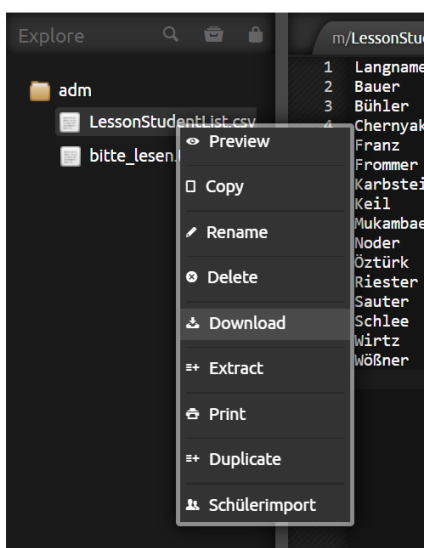 Explore
adm
LessonStudentList.csv
bitte_lesen.
Preview
Copy
Rename
Delete
Download
Extract
Print
Duplicate
Schülerimport
m/LessonStu
1 Langname
2 Bauer
3 Bühler
4 Chernyak
Franz
Frommer
Karbstei
Keil
Mukambae
Noder
Öztürk
Riester
Sauter
Schlee
Wirtz
Wößner